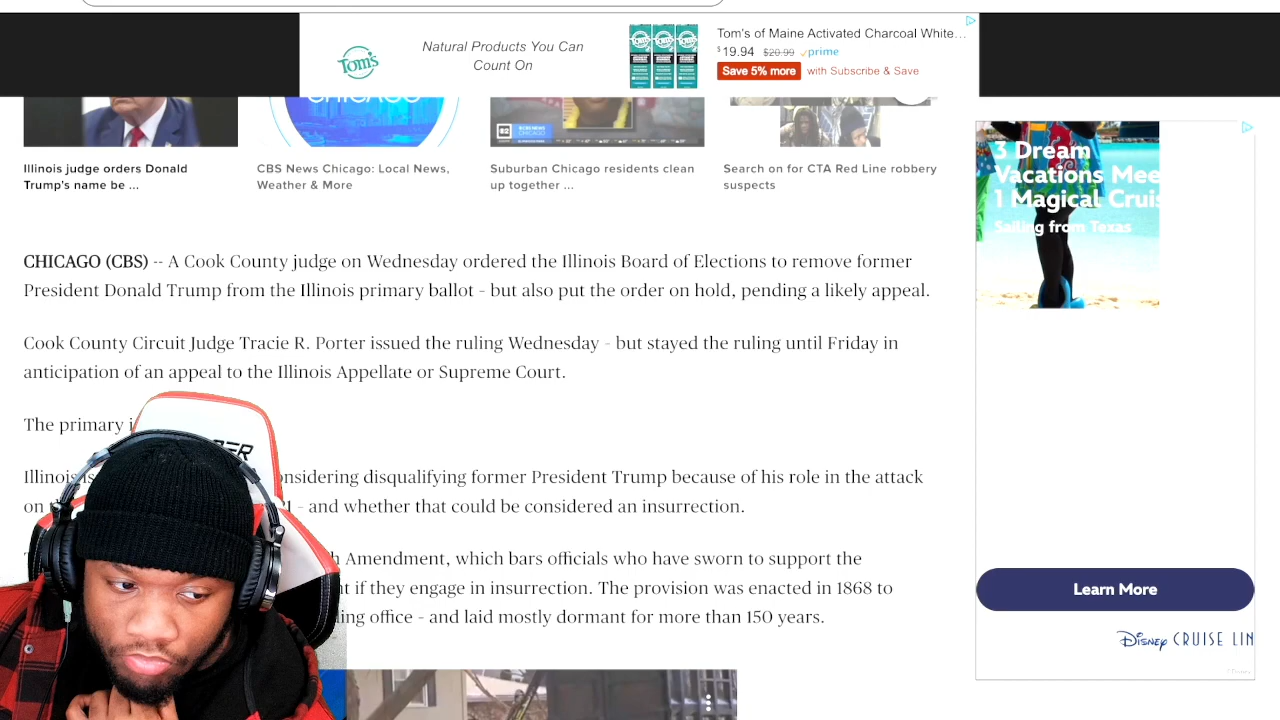 Natural Products You Can
Count On
Tom's
Tom's of Maine Activated Charcoal White...
$19.94 $20.99 prime
Save 5% more with Subscribe & Save
CHICAGO
CBS NEWS
CHICAGO
Illinois judge orders Donald
Trump's name be ...
CBS News Chicago: Local News,
Weather & More
Suburban Chicago residents clean
up together ...
Search on for CTA Red Line robbery
suspects
3 Dream
Vacations Mee
1 Magical Cruis
Sailing from Texas
CHICAGO (CBS) -- A Cook County judge on Wednesday ordered the Illinois Board of Elections to remove former
President Donald Trump from the Illinois primary ballot - but also put the order on hold, pending a likely appeal.
Cook County Circuit Judge Tracie R. Porter issued the ruling Wednesday - but stayed the ruling until Friday in
anticipation of an appeal to the Illinois Appellate or Supreme Court.
The primary i
Illinois is onsidering disqualifying former President Trump because of his role in the attack
on 1 - and whether that could be considered an insurrection.
h Amendment, which bars officials who have sworn to support the
t if they engage in insurrection. The provision was enacted in 1868 to
ing office - and laid mostly dormant for more than 150 years.
Learn More
Disney CRUISE LIN